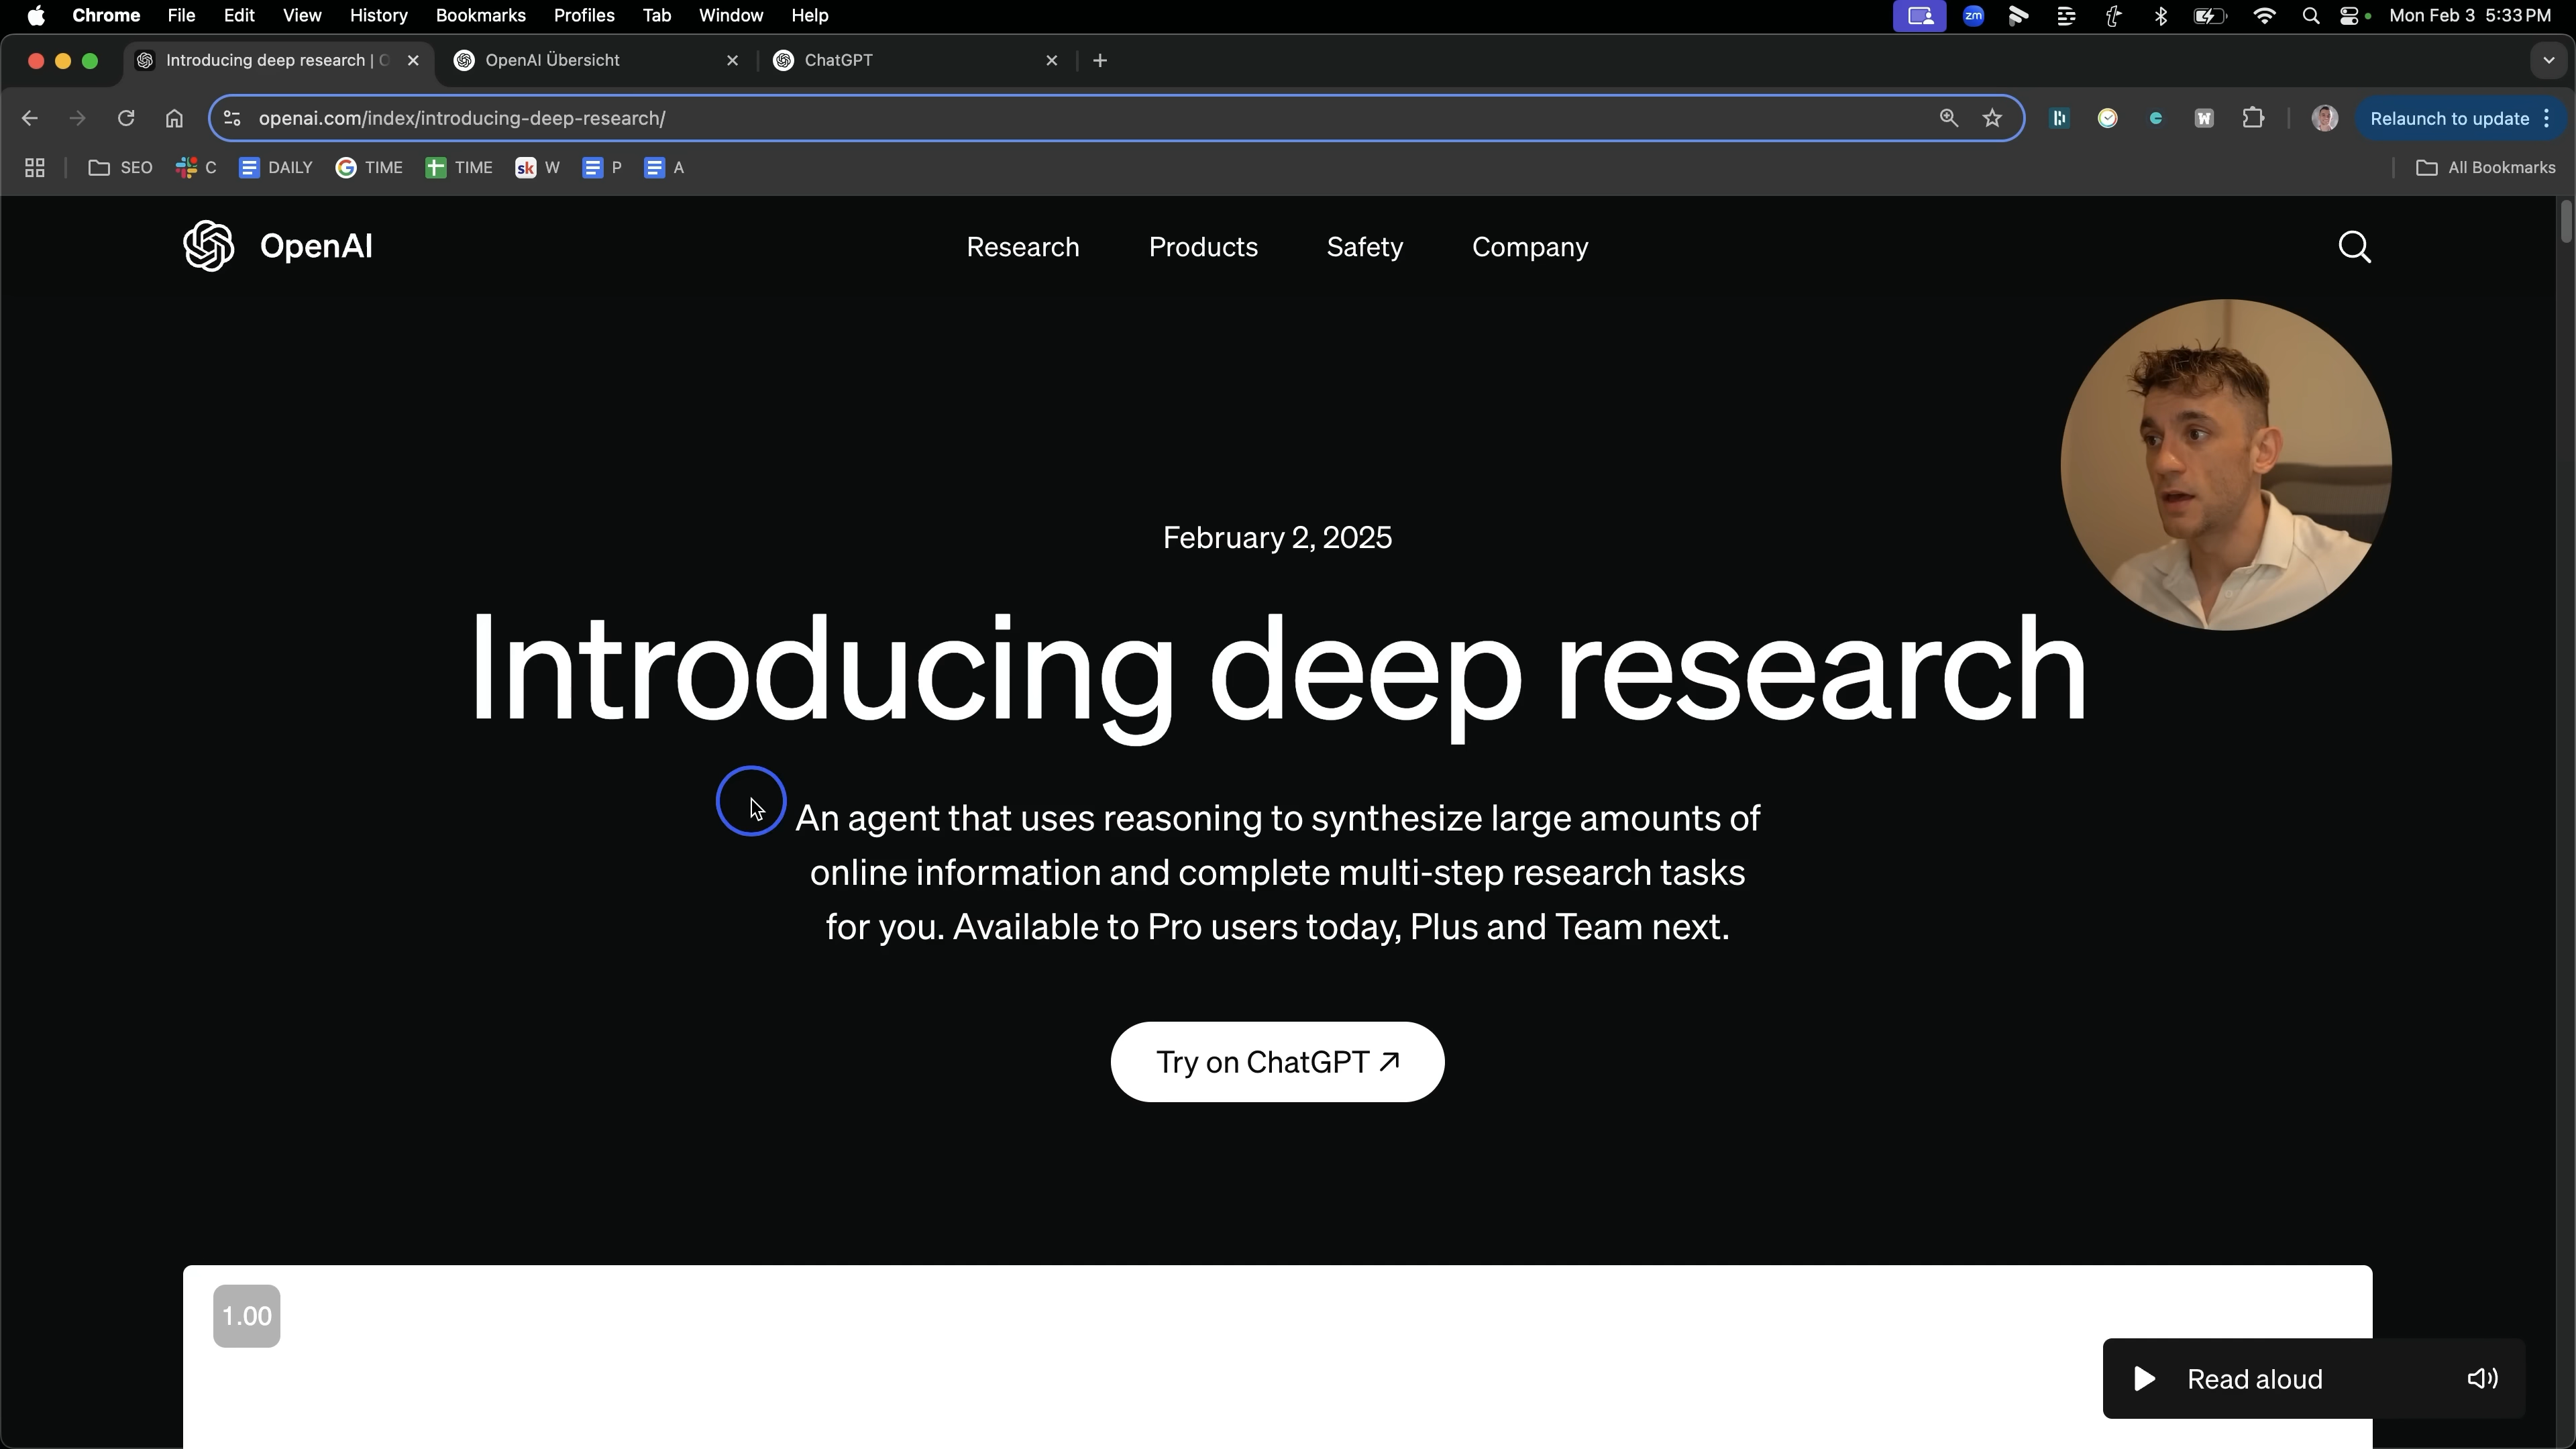 Chrome File Edit View History Bookmarks Profiles Tab Window Help
zm
Mon Feb 3 5:33 PM
Introducing deep research | O
OpenAI Übersicht
ChatGPT
openai.com/index/introducing-deep-research/
W
Relaunch to update
SEO
C
DAILY
G TIME
TIME
sk W
P
A
All Bookmarks
OpenAI
Research Products Safety Company
February 2, 2025
Introducing deep research
An agent that uses reasoning to synthesize large amounts of
online information and complete multi-step research tasks
for you. Available to Pro users today, Plus and Team next.
Try on ChatGPT ↗
1.00
Read aloud